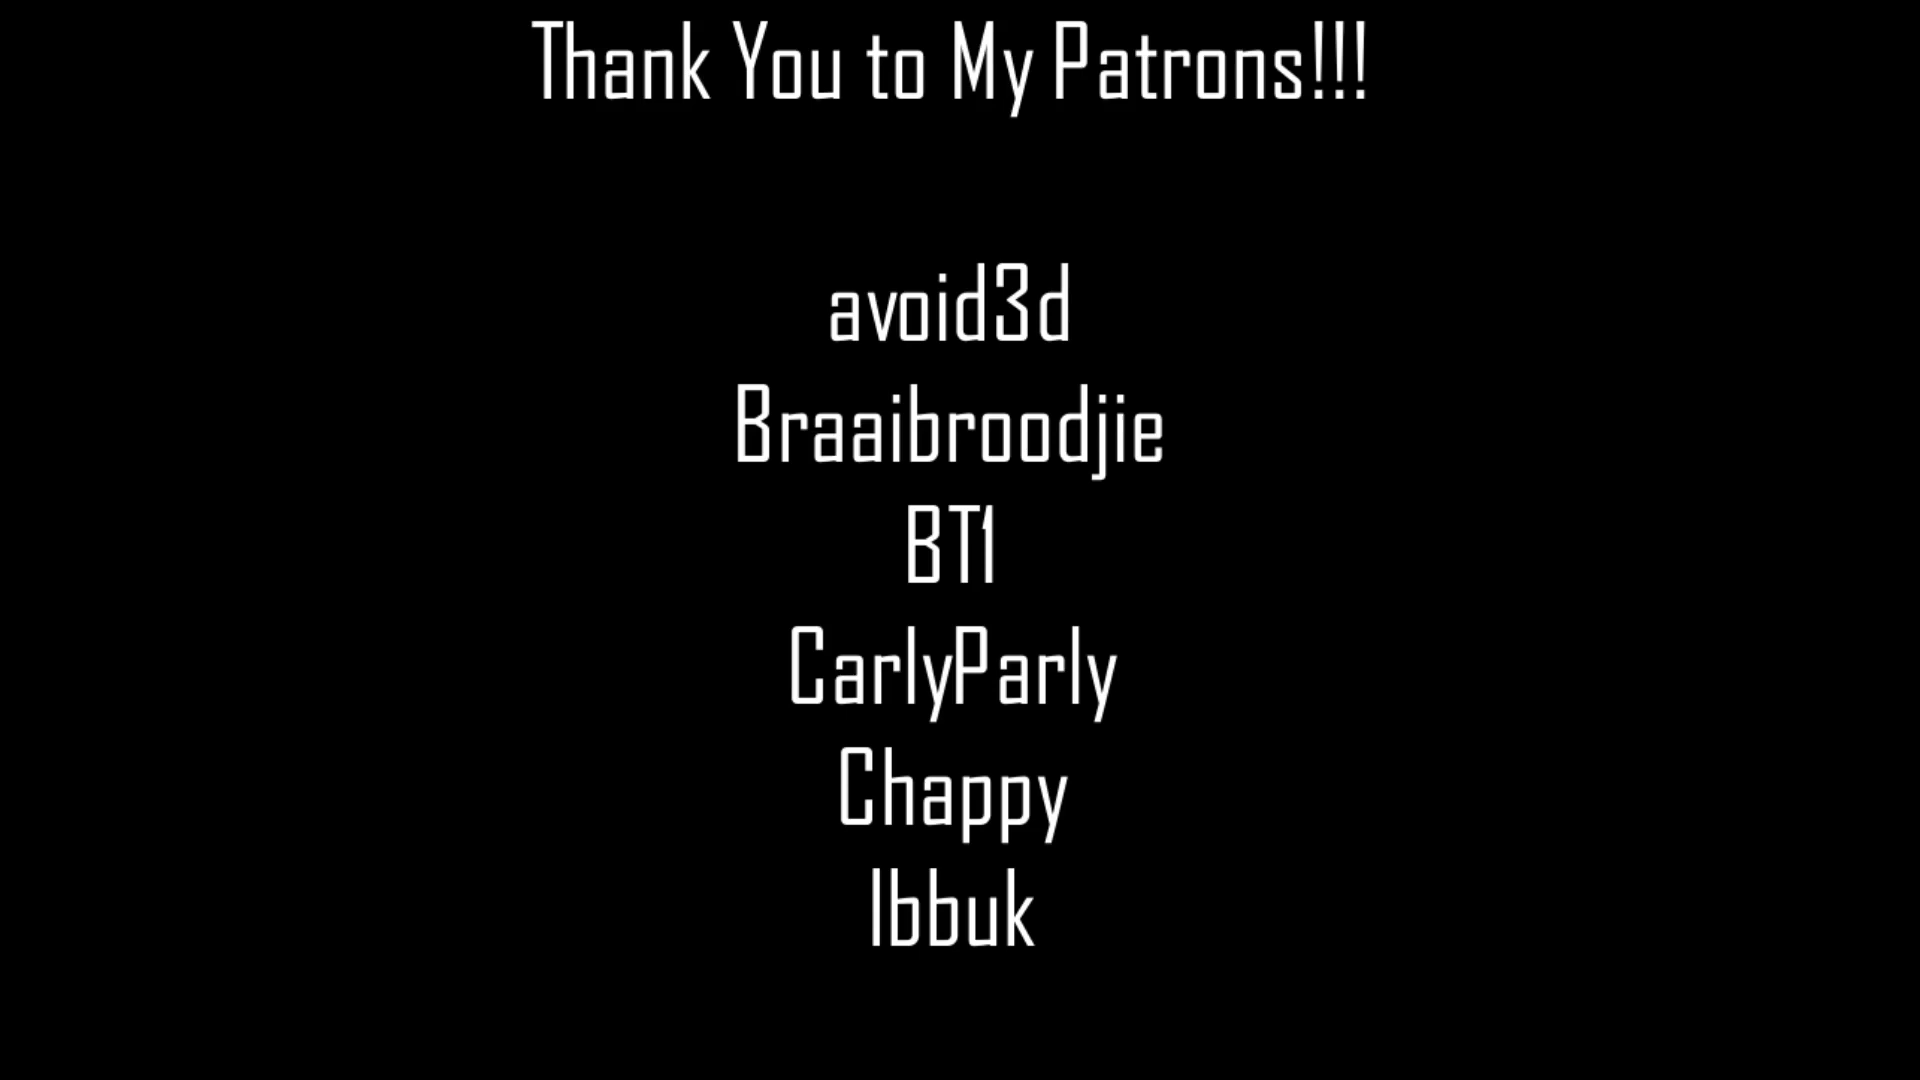 Thank You to My Patrons!!!
avoid3d
Braaibroodjie
BT1
CarlyParly
Chappy
Ibbuk